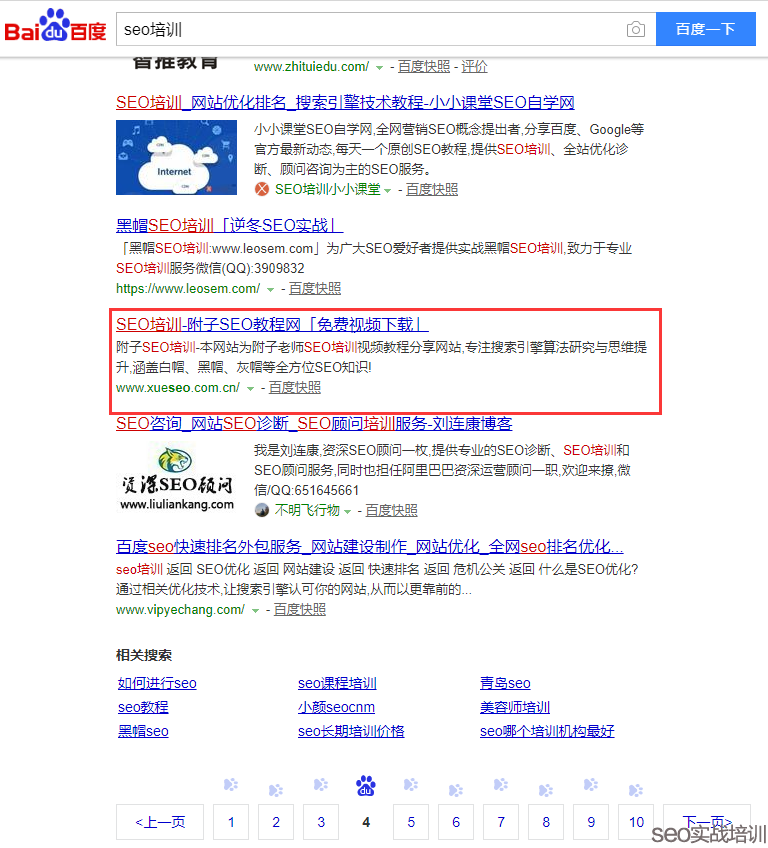 Bai du 百度
seo培训
百度一下
智推教育
www.zhituiedu.com/ - 百度快照 - 评价
SEO培训_网站优化排名_搜索引擎技术教程-小小课堂SEO自学网
Internet
小小课堂SEO自学网,全网营销SEO概念提出者,分享百度、Google等
官方最新动态,每天一个原创SEO教程,提供SEO培训、全站优化诊
断、顾问咨询为主的SEO服务。
SEO培训小小课堂 - 百度快照
黑帽SEO培训「逆冬SEO实战」
「黑帽SEO培训:www.leosem.com」为广大SEO爱好者提供实战黑帽SEO培训,致力于专业
SEO培训服务微信(QQ):3909832
https://www.leosem.com/ - 百度快照
SEO培训-附子SEO教程网「免费视频下载」
附子SEO培训-本网站为附子老师SEO培训视频教程分享网站,专注搜索引擎算法研究与思维提
升,涵盖白帽、黑帽、灰帽等全方位SEO知识!
www.xueseo.com.cn/ - 百度快照
SEO咨询_网站SEO诊断_SEO顾问培训服务-刘连康博客
资深SEO顾问
www.liuliankang.com
我是刘连康,资深SEO顾问一枚,提供专业的SEO诊断、SEO培训和
SEO顾问服务,同时也担任阿里巴巴资深运营顾问一职,欢迎来撩,微
信/QQ:651645661
不明飞行物 - 百度快照
百度seo快速排名外包服务_网站建设制作_网站优化_全网seo排名优化...
seo培训 返回 SEO优化 返回 网站建设 返回 快速排名 返回 危机公关 返回 什么是SEO优化?
通过相关优化技术,让搜索引擎认可你的网站,从而以更靠前的...
www.vipyechang.com/ - 百度快照
相关搜索
如何进行seo seo课程培训 青岛seo
seo教程 小颜seocnm 美容师培训
黑帽seo seo长期培训价格 seo哪个培训机构最好
du
<上一页 1 2 3 4 5 6 7 8 9 10 下一页>
seo实战培训